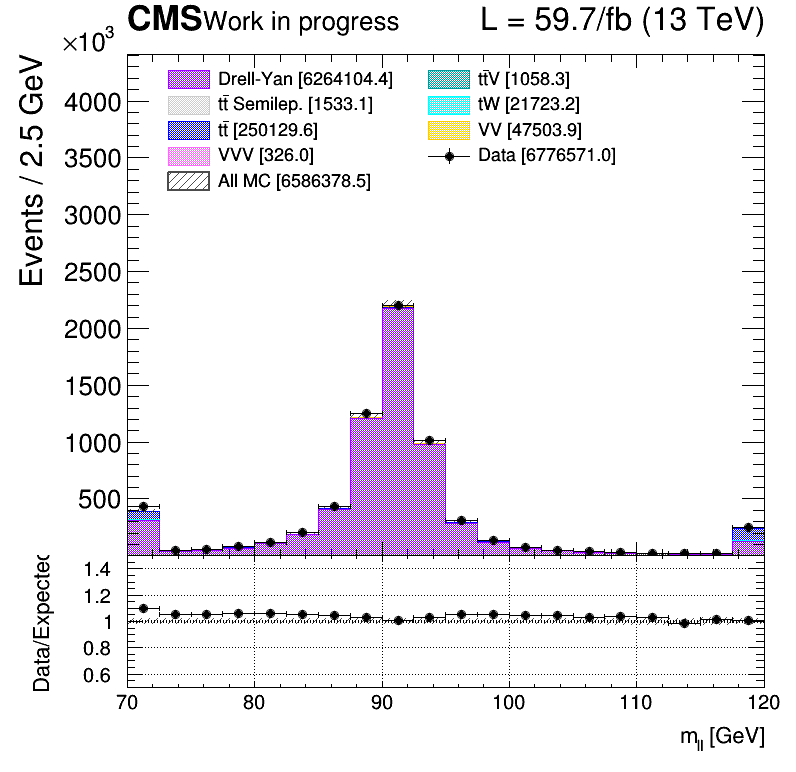 CMS Work in progress L = 59.7/fb (13 TeV)
×10³
Events / 2.5 GeV
Drell-Yan [6264104.4]
tt̄ Semilep. [1533.1]
tt̄ [250129.6]
VVV [326.0]
All MC [6586378.5]
tt̄V [1058.3]
tW [21723.2]
VV [47503.9]
Data [6776571.0]
4000
3500
3000
2500
2000
1500
1000
500
Data/Expected
1.4
1.2
1
0.8
0.6
70 80 90 100 110 120
m_ll [GeV]